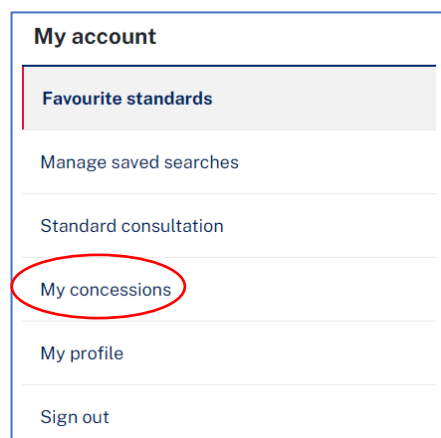 My account
Favourite standards
Manage saved searches
Standard consultation
My concessions
My profile
Sign out